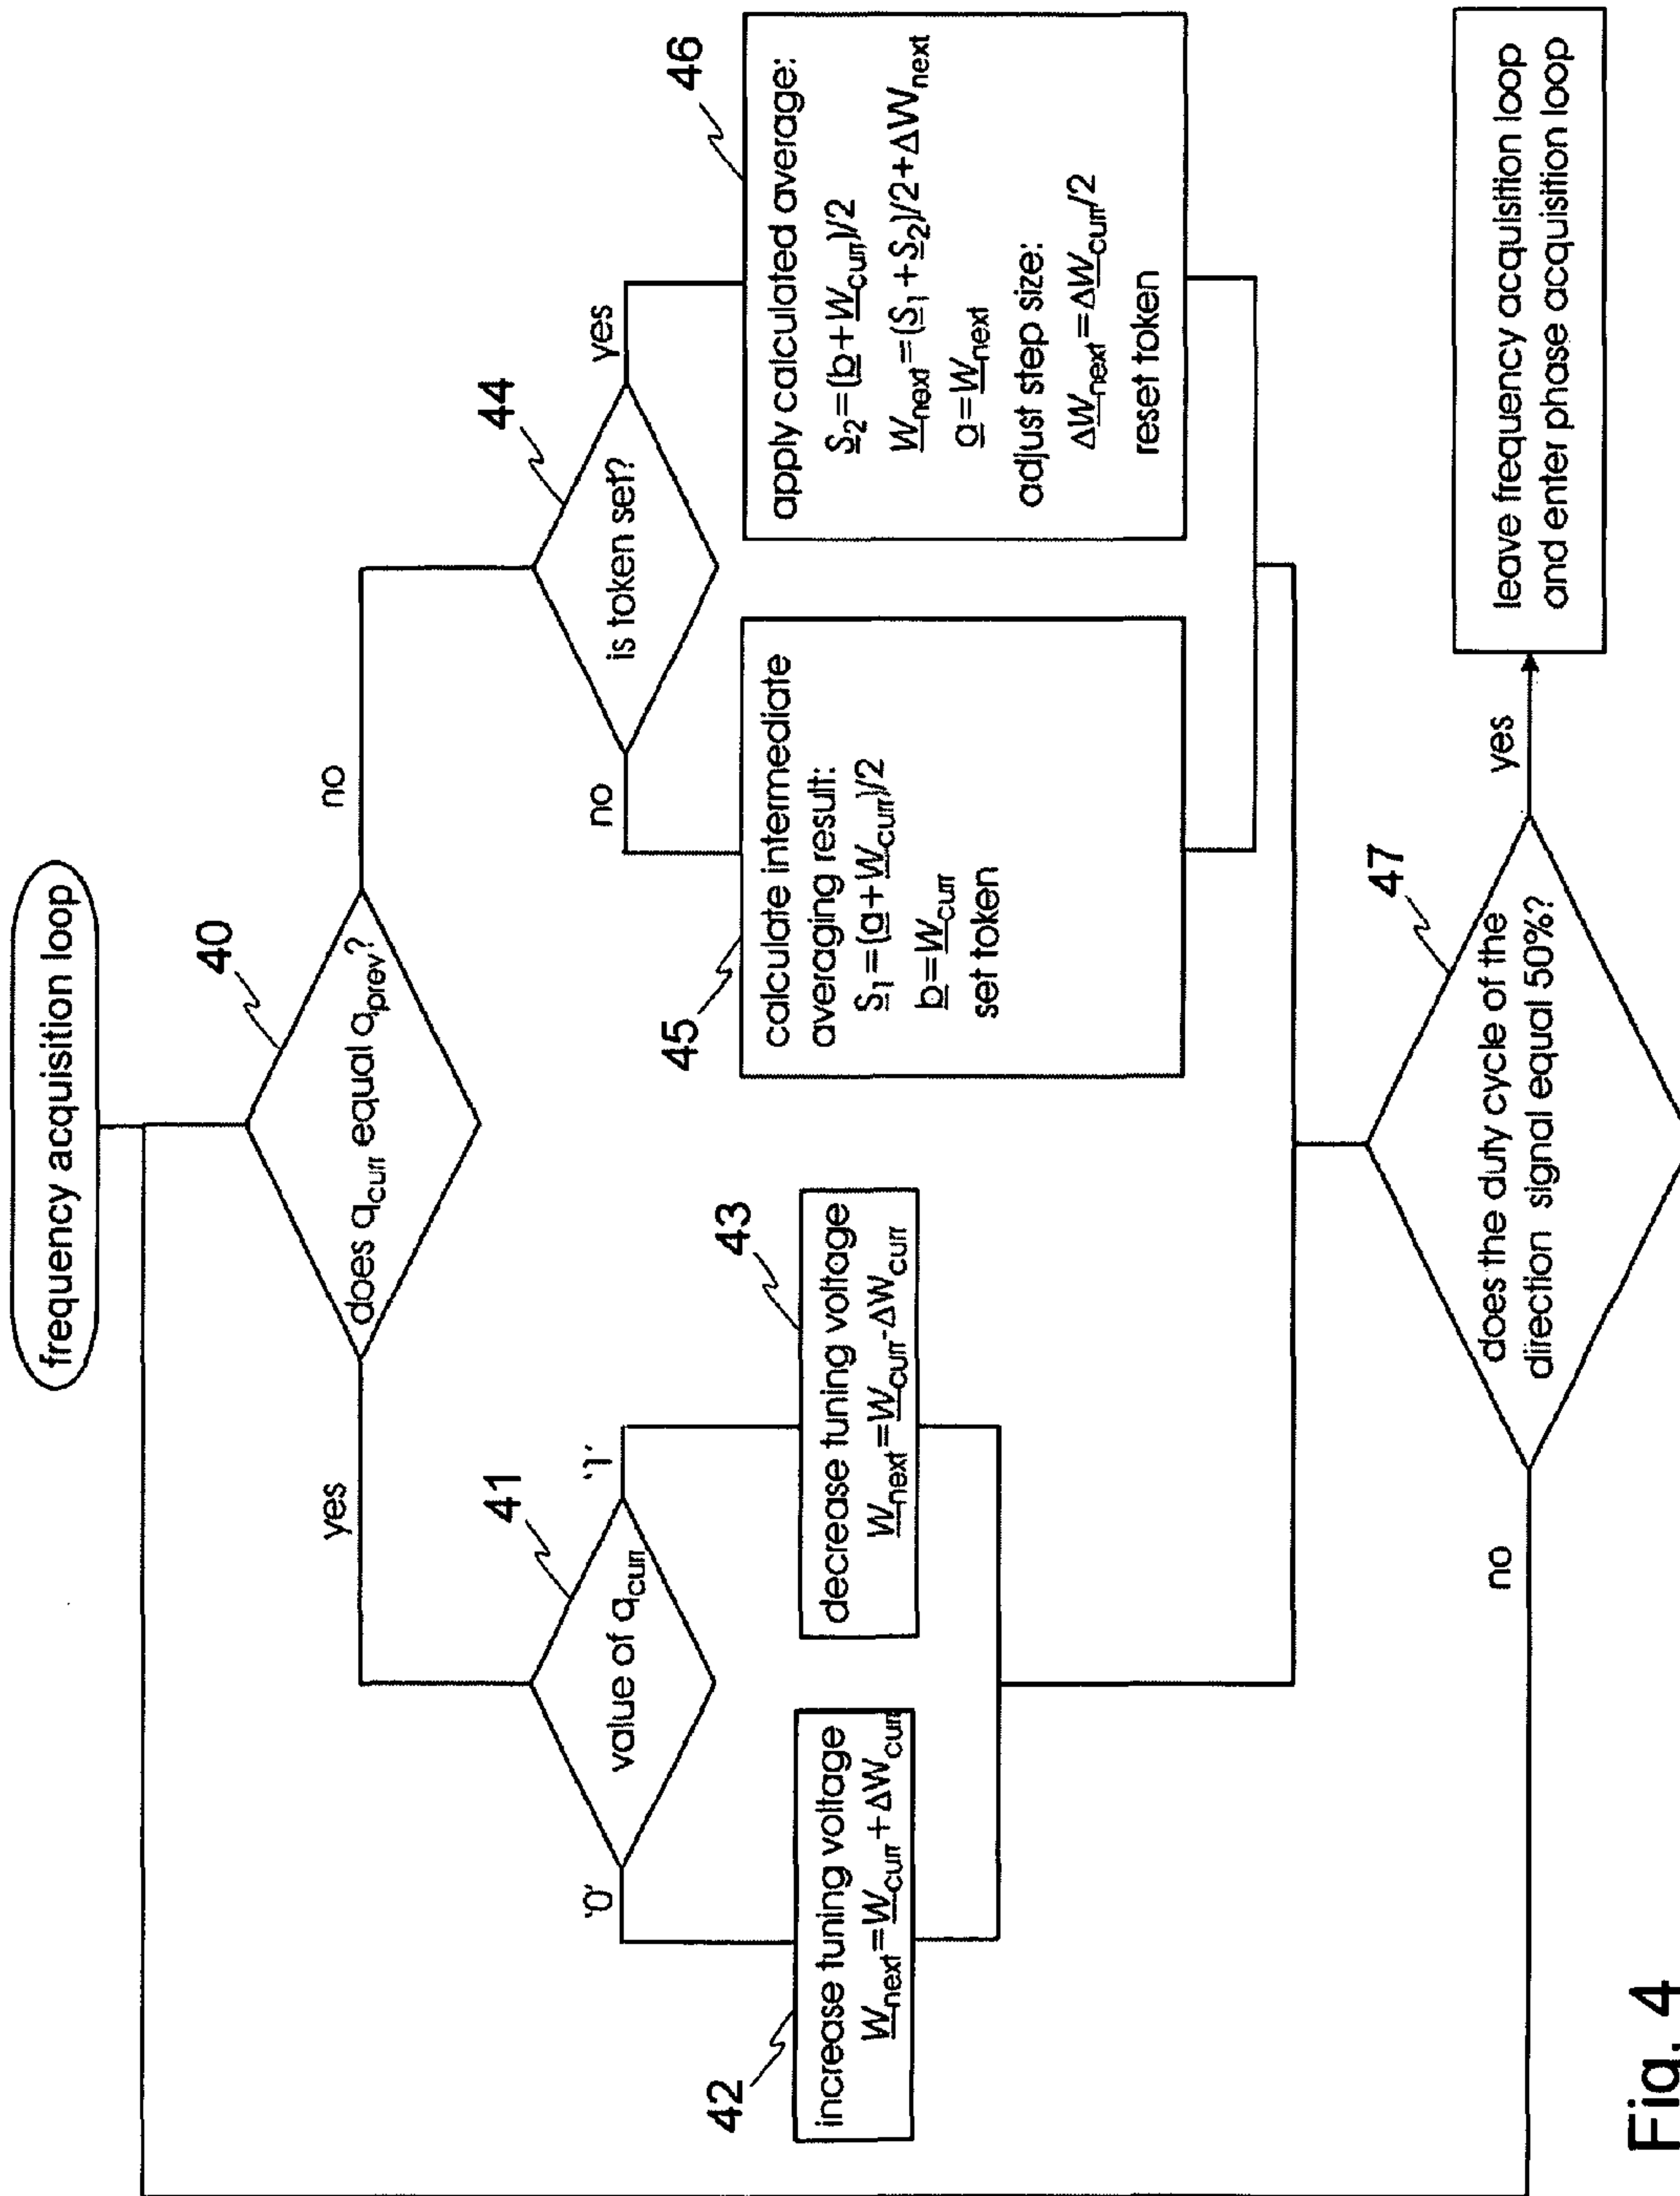 frequency acquisition loop
40
does q_curr equal q_prev?
yes
no
41
value of q_curr
'0'
'1'
42
increase tuning voltage
W_next=W_curr+ΔW_curr
43
decrease tuning voltage
W_next=W_curr-ΔW_curr
44
is token set?
no
yes
45
calculate intermediate
averaging result:
S_1=(a+W_curr)/2
b=W_curr
set token
46
apply calculated average:
S_2=(b+W_curr)/2
W_next=(S_1+S_2)/2+ΔW_next
a=W_next
adjust step size:
ΔW_next=ΔW_curr/2
reset token
47
does the duty cycle of the
direction signal equal 50%?
no
yes
leave frequency acquisition loop
and enter phase acquisition loop
Fig. 4